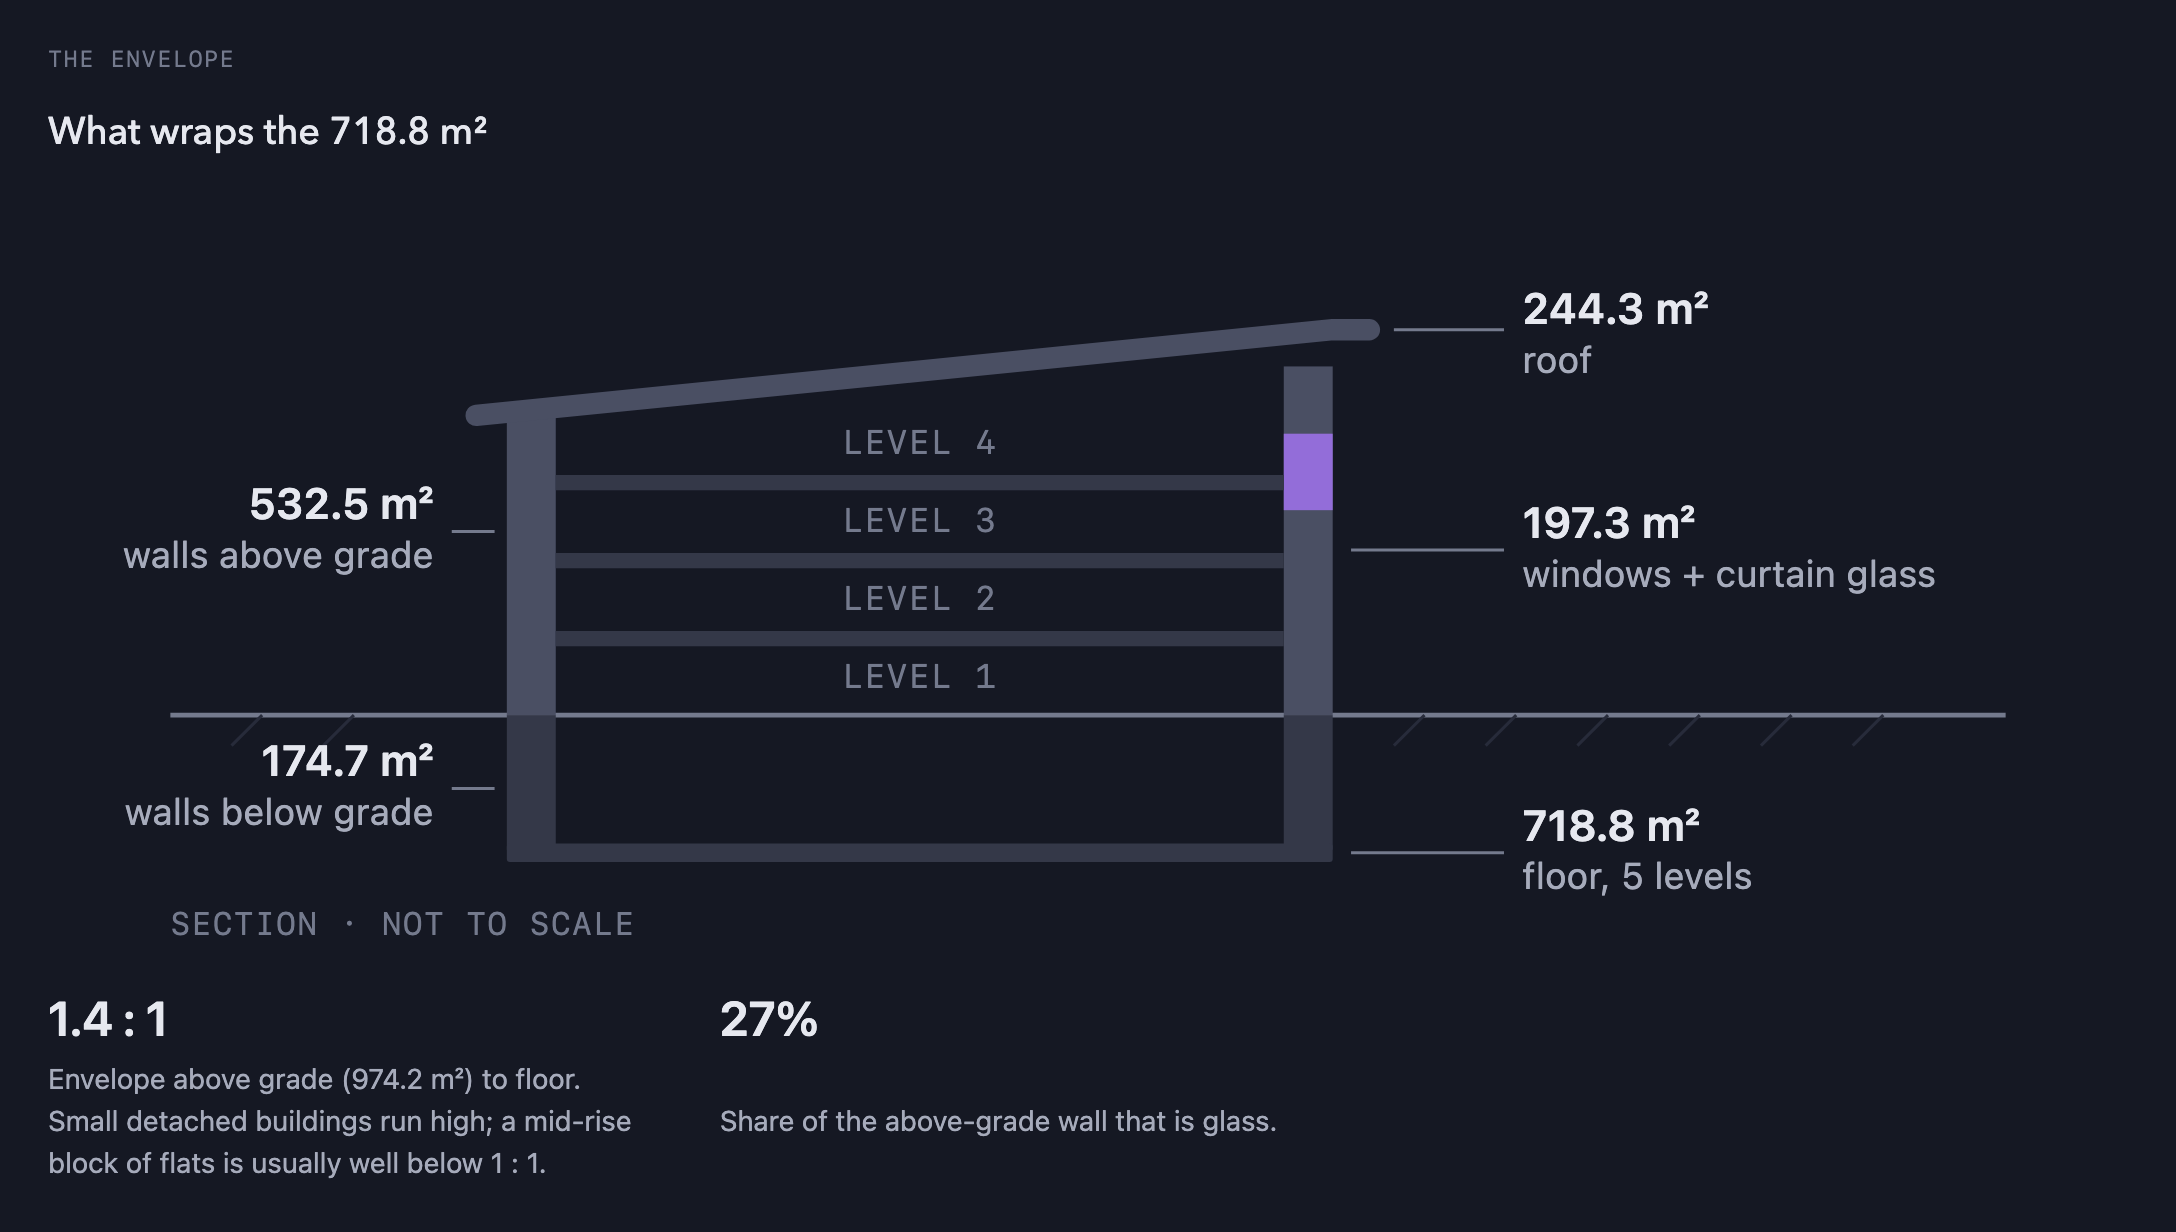 THE ENVELOPE
What wraps the 718.8 m²
244.3 m²
roof
LEVEL 4
532.5 m²
walls above grade
LEVEL 3
197.3 m²
windows + curtain glass
LEVEL 2
LEVEL 1
174.7 m²
walls below grade
718.8 m²
floor, 5 levels
SECTION · NOT TO SCALE
1.4 : 1
Envelope above grade (974.2 m²) to floor.
Small detached buildings run high; a mid-rise
block of flats is usually well below 1 : 1.
27%
Share of the above-grade wall that is glass.